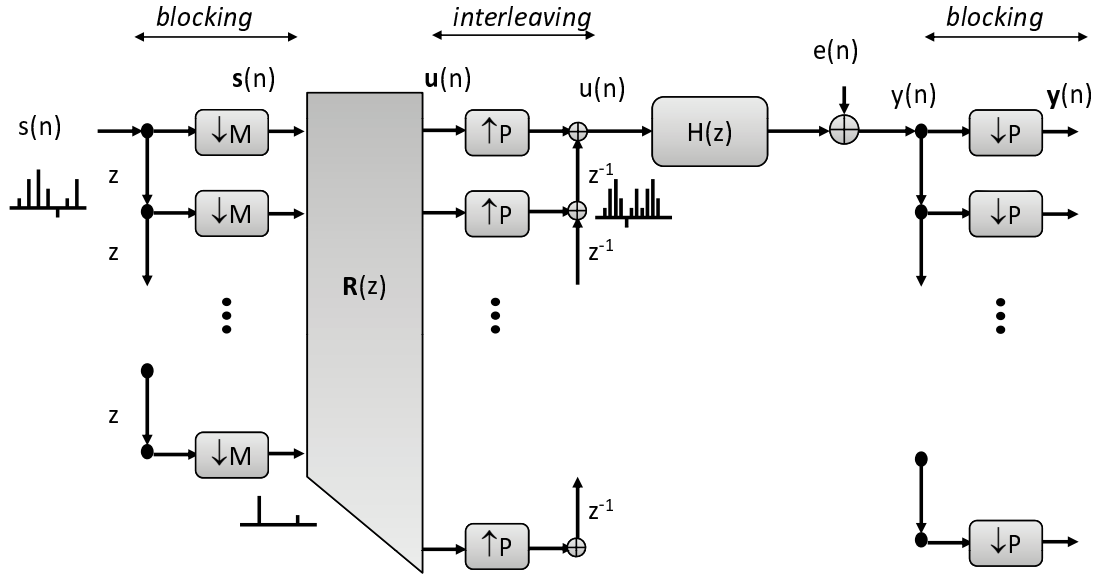 blocking
interleaving
blocking
s(n)
u(n)
u(n)
e(n)
y(n)
y(n)
s(n)
↓M
↑P
H(z)
↓P
z
z⁻¹
↓M
↑P
↓P
z
z⁻¹
R(z)
z
↓M
z⁻¹
↑P
↓P